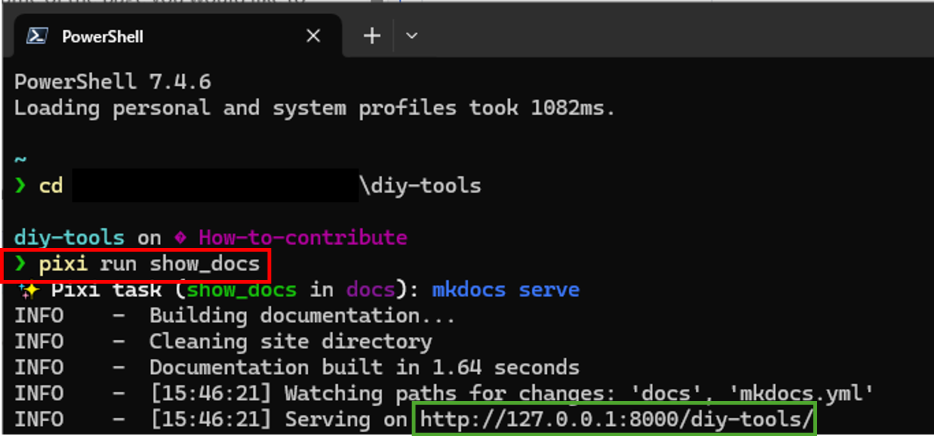 PowerShell
PowerShell 7.4.6
Loading personal and system profiles took 1082ms.
~
❯ cd \diy-tools
diy-tools on � How-to-contribute
❯ pixi run show_docs
✨ Pixi task (show_docs in docs): mkdocs serve
INFO    -  Building documentation...
INFO    -  Cleaning site directory
INFO    -  Documentation built in 1.64 seconds
INFO    -  [15:46:21] Watching paths for changes: 'docs', 'mkdocs.yml'
INFO    -  [15:46:21] Serving on http://127.0.0.1:8000/diy-tools/